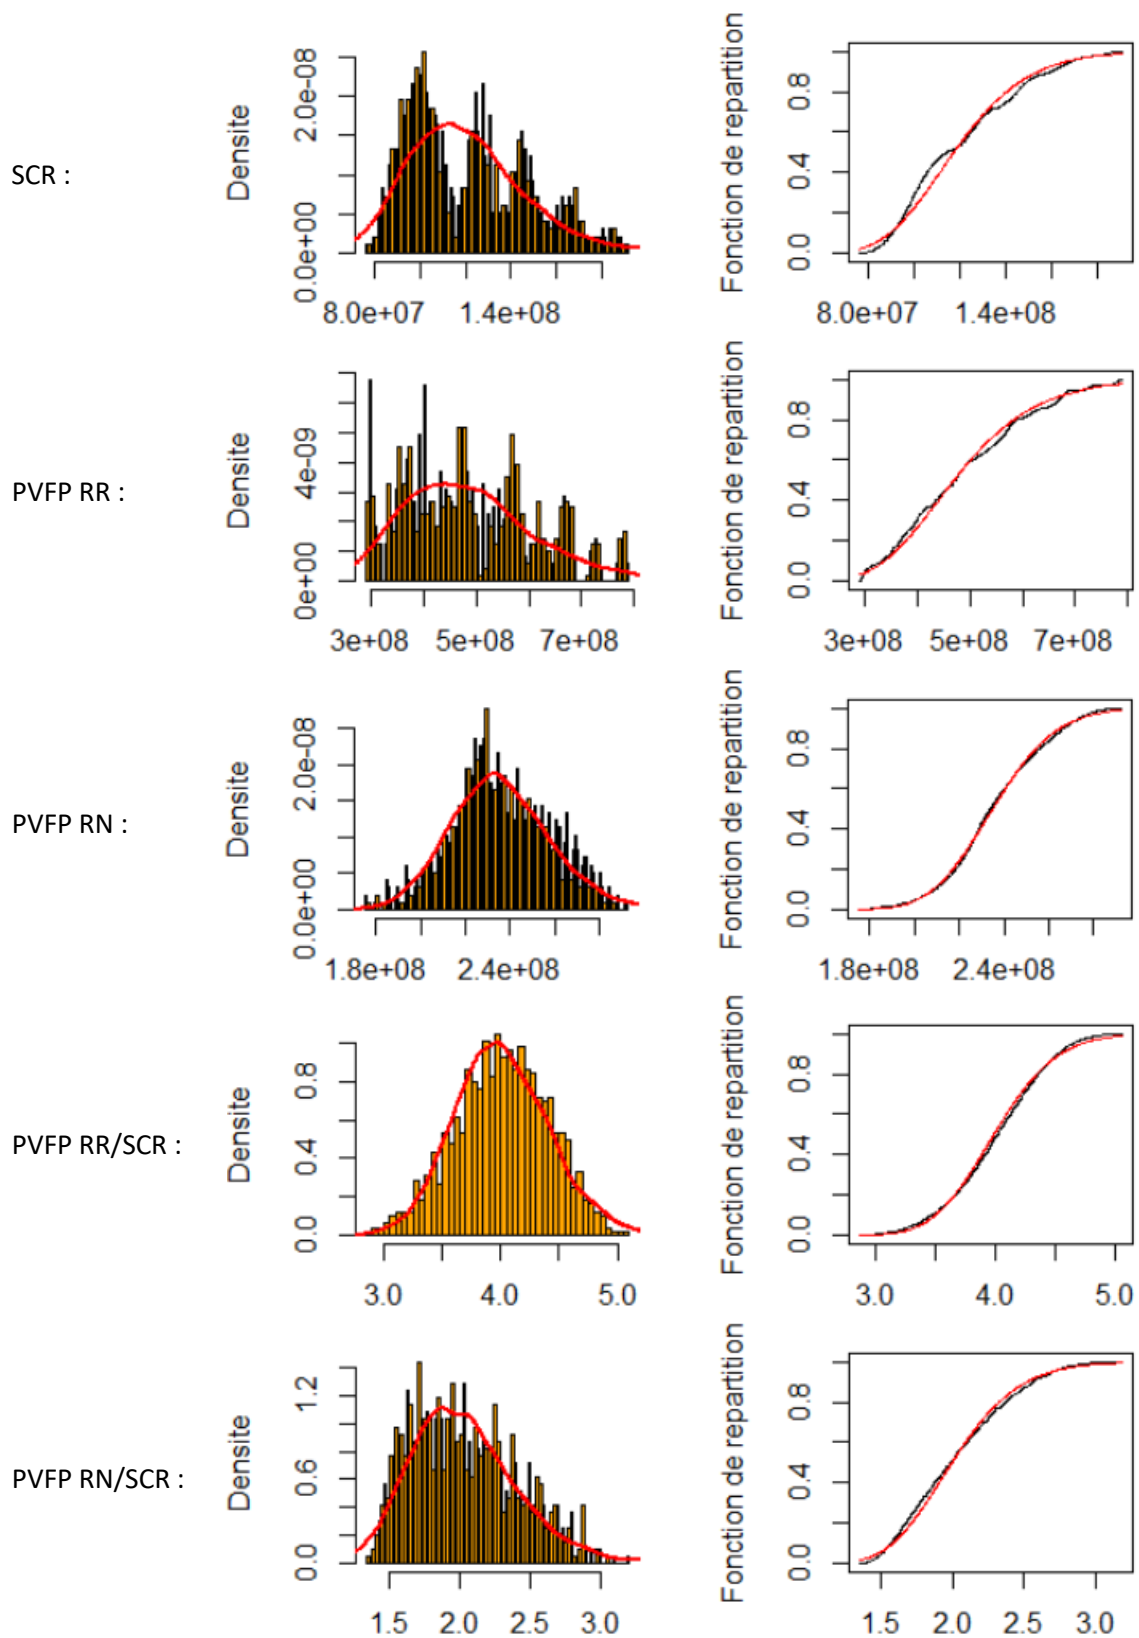 SCR :
Densite
0.0e+00 2.0e-08
8.0e+07 1.4e+08
Fonction de repartition
0.0 0.4 0.8
8.0e+07 1.4e+08
PVFP RR :
Densite
0e+00 4e-09
3e+08 5e+08 7e+08
Fonction de repartition
0.0 0.4 0.8
3e+08 5e+08 7e+08
PVFP RN :
Densite
0.0e+00 2.0e-08
1.8e+08 2.4e+08
Fonction de repartition
0.0 0.4 0.8
1.8e+08 2.4e+08
PVFP RR/SCR :
Densite
0.0 0.4 0.8
3.0 4.0 5.0
Fonction de repartition
0.0 0.4 0.8
3.0 4.0 5.0
PVFP RN/SCR :
Densite
0.0 0.6 1.2
1.5 2.0 2.5 3.0
Fonction de repartition
0.0 0.4 0.8
1.5 2.0 2.5 3.0